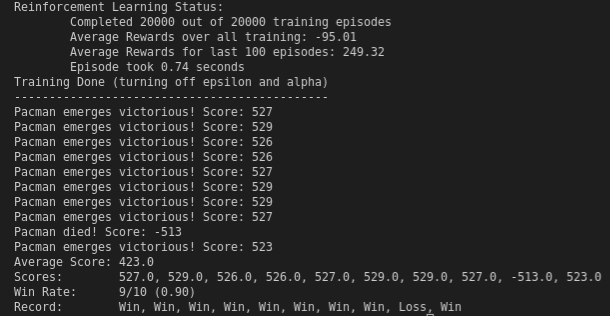 Reinforcement Learning Status:
Completed 20000 out of 20000 training episodes
Average Rewards over all training: -95.01
Average Rewards for last 100 episodes: 249.32
Episode took 0.74 seconds
Training Done (turning off epsilon and alpha)
---------------------------------------------
Pacman emerges victorious! Score: 527
Pacman emerges victorious! Score: 529
Pacman emerges victorious! Score: 526
Pacman emerges victorious! Score: 526
Pacman emerges victorious! Score: 527
Pacman emerges victorious! Score: 529
Pacman emerges victorious! Score: 529
Pacman emerges victorious! Score: 527
Pacman died! Score: -513
Pacman emerges victorious! Score: 523
Average Score: 423.0
Scores: 527.0, 529.0, 526.0, 526.0, 527.0, 529.0, 529.0, 527.0, -513.0, 523.0
Win Rate: 9/10 (0.90)
Record: Win, Win, Win, Win, Win, Win, Win, Win, Loss, Win